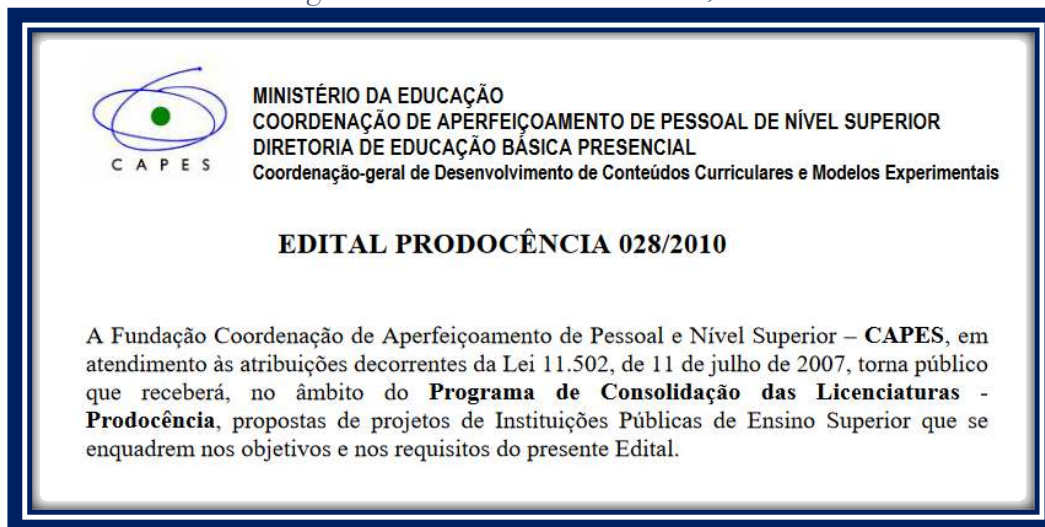 CAPES
MINISTÉRIO DA EDUCAÇÃO
COORDENAÇÃO DE APERFEIÇOAMENTO DE PESSOAL DE NÍVEL SUPERIOR
DIRETORIA DE EDUCAÇÃO BÁSICA PRESENCIAL
Coordenação-geral de Desenvolvimento de Conteúdos Curriculares e Modelos Experimentais
EDITAL PRODOCÊNCIA 028/2010
A Fundação Coordenação de Aperfeiçoamento de Pessoal e Nível Superior – CAPES, em
atendimento às atribuições decorrentes da Lei 11.502, de 11 de julho de 2007, torna público
que receberá, no âmbito do Programa de Consolidação das Licenciaturas -
Prodocência, propostas de projetos de Instituições Públicas de Ensino Superior que se
enquadrem nos objetivos e nos requisitos do presente Edital.